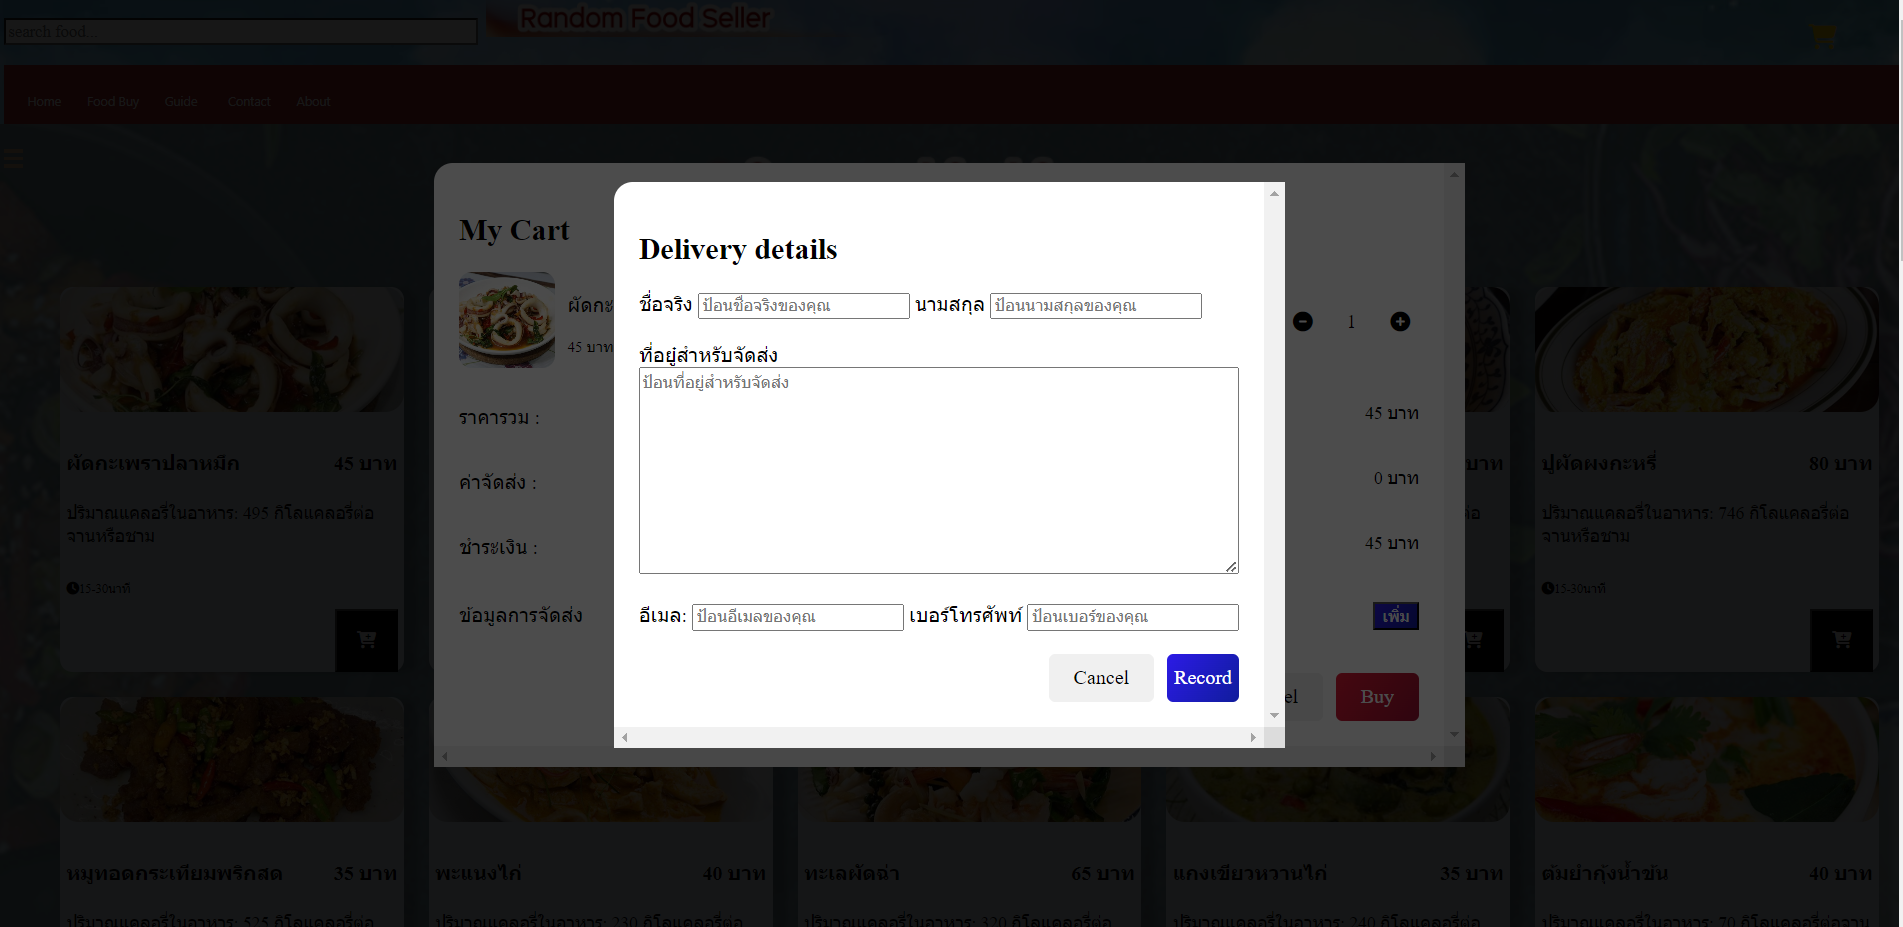 search food...
Random Food Seller
Home Food Buy Guide Contact About
My Cart
Delivery details
ชื่อจริง ป้อนชื่อจริงของคุณ นามสกุล ป้อนนามสกุลของคุณ
ผัดกะ
45 บาท
1
ที่อยู่สำหรับจัดส่ง
ป้อนที่อยู่สำหรับจัดส่ง
ราคารวม : 45 บาท
ค่าจัดส่ง : 0 บาท
ชำระเงิน : 45 บาท
ข้อมูลการจัดส่ง เพิ่ม
อีเมล: ป้อนอีเมลของคุณ เบอร์โทรศัพท์ ป้อนเบอร์ของคุณ
Cancel Record
el Buy
ผัดกะเพราปลาหมึก 45 บาท
ปริมาณแคลอรี่ในอาหาร: 495 กิโลแคลอรี่ต่อ
จานหรือชาม
15-30นาที
บาท
ปูผัดผงกะหรี่ 80 บาท
ปริมาณแคลอรี่ในอาหาร: 746 กิโลแคลอรี่ต่อ
จานหรือชาม
15-30นาที
หมูทอดกระเทียมพริกสด 35 บาท
ปริมาณแคลอรี่ในอาหาร: 525 กิโลแคลอรี่ต่อ
พะแนงไก่ 40 บาท
ปริมาณแคลอรี่ในอาหาร: 230 กิโลแคลอรี่ต่อ
ทะเลผัดฉ่า 65 บาท
ปริมาณแคลอรี่ในอาหาร: 320 กิโลแคลอรี่ต่อ
แกงเขียวหวานไก่ 35 บาท
ปริมาณแคลอรี่ในอาหาร: 240 กิโลแคลอรี่ต่อ
ต้มยำกุ้งน้ำข้น 40 บาท
ปริมาณแคลอรี่ในอาหาร: 70 กิโลแคลอรี่ต่อจาน